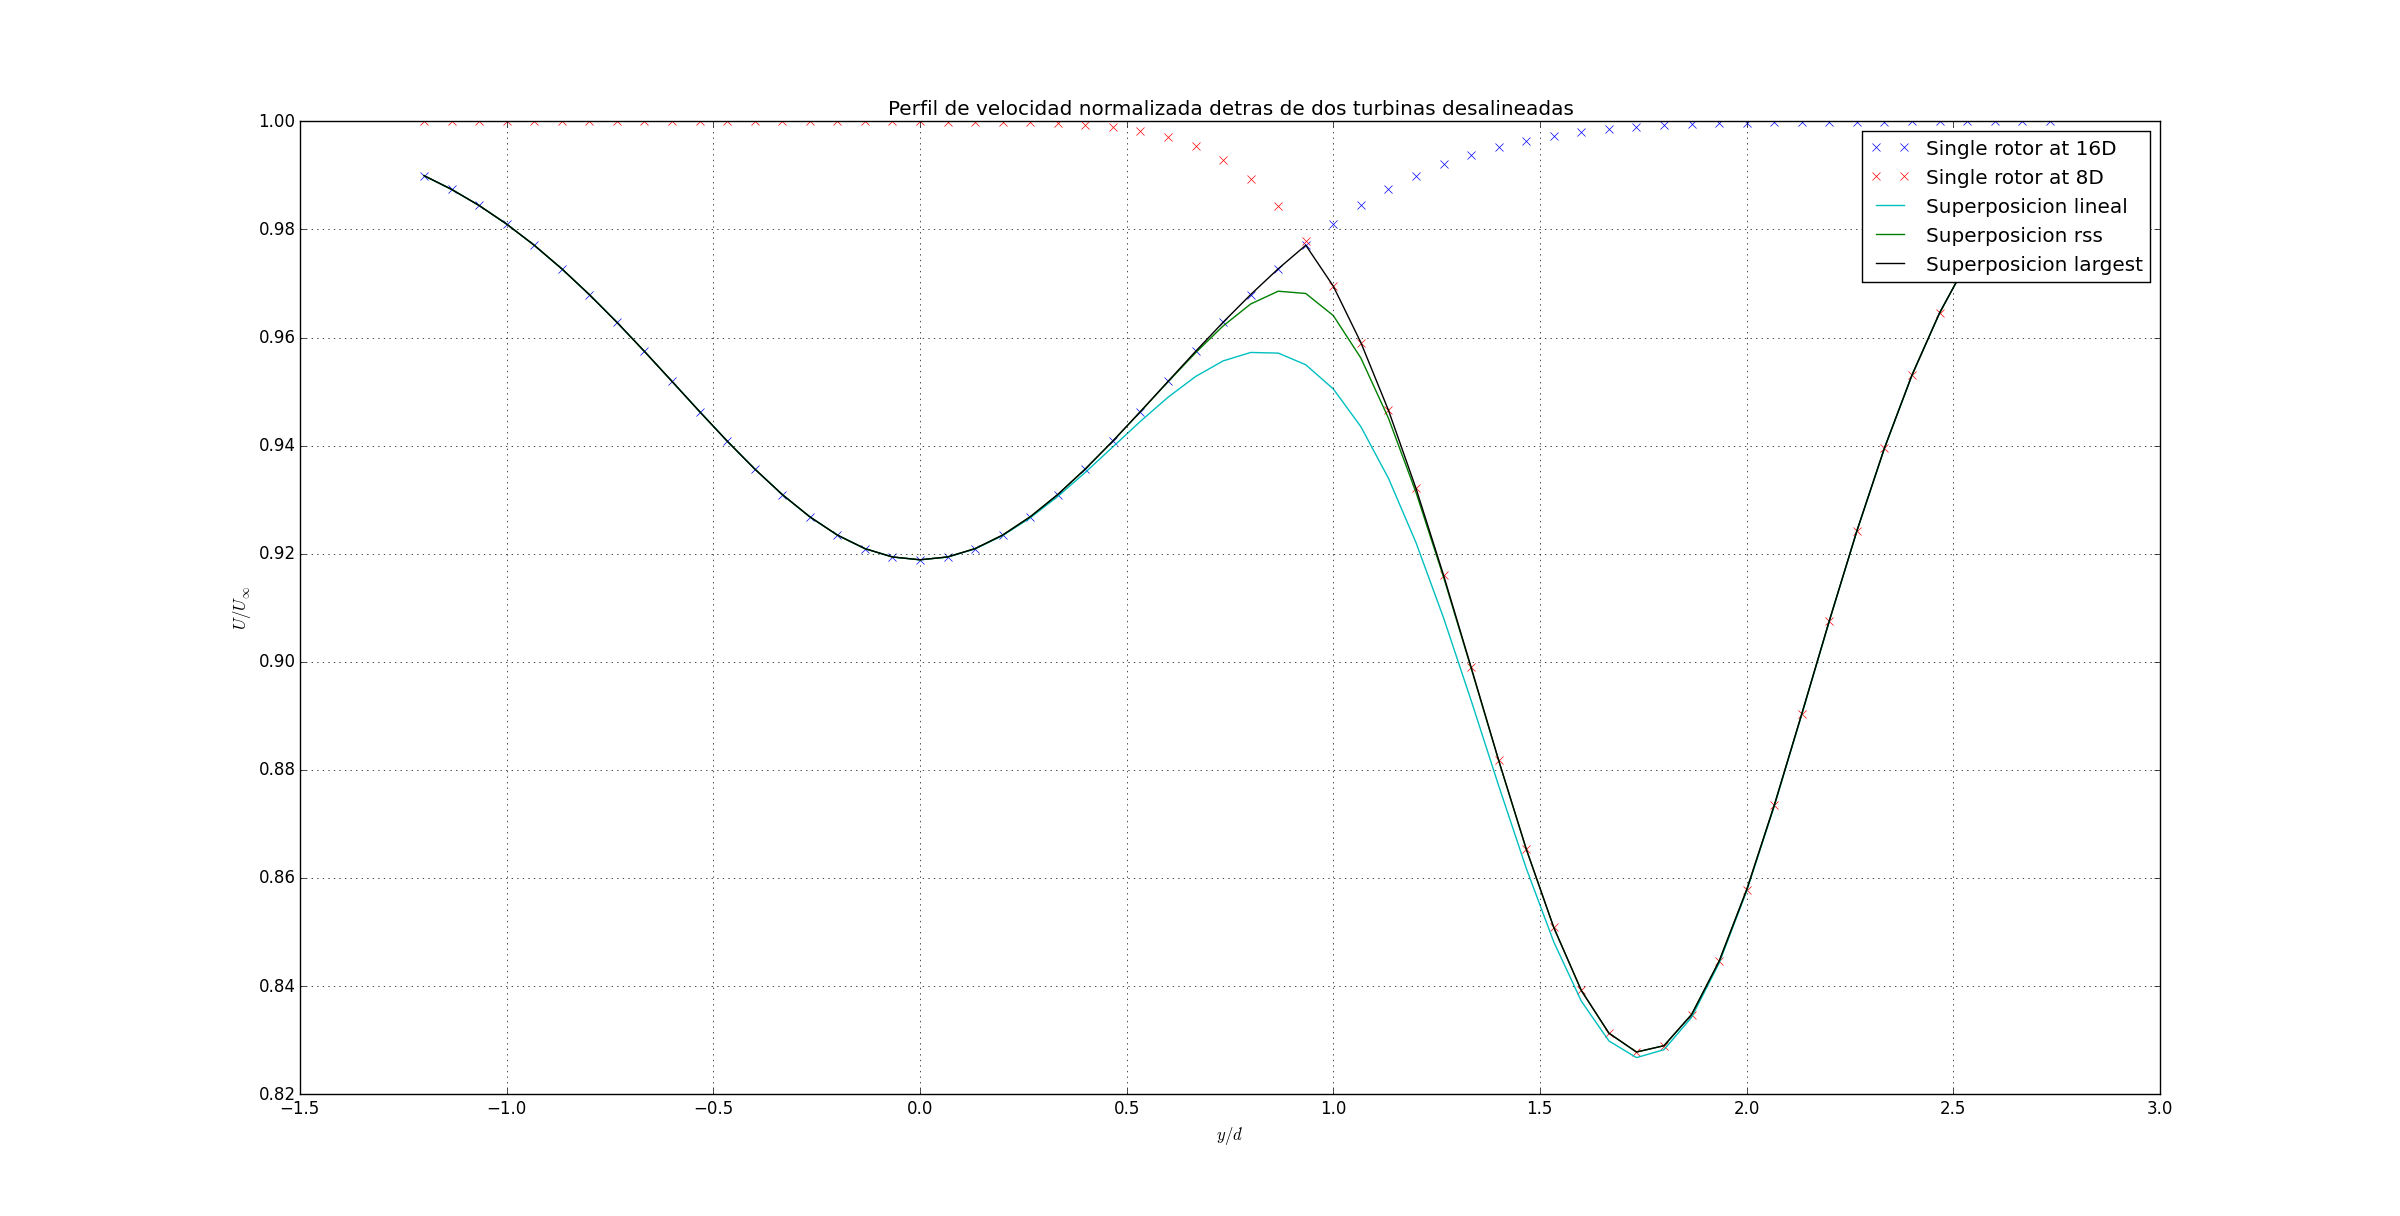 Perfil de velocidad normalizada detras de dos turbinas desalineadas
1.00
0.98
0.96
0.94
0.92
0.90
0.88
0.86
0.84
0.82
U/U∞
Single rotor at 16D
Single rotor at 8D
Superposicion lineal
Superposicion rss
Superposicion largest
−1.5 −1.0 −0.5 0.0 0.5 1.0 1.5 2.0 2.5 3.0
y/d